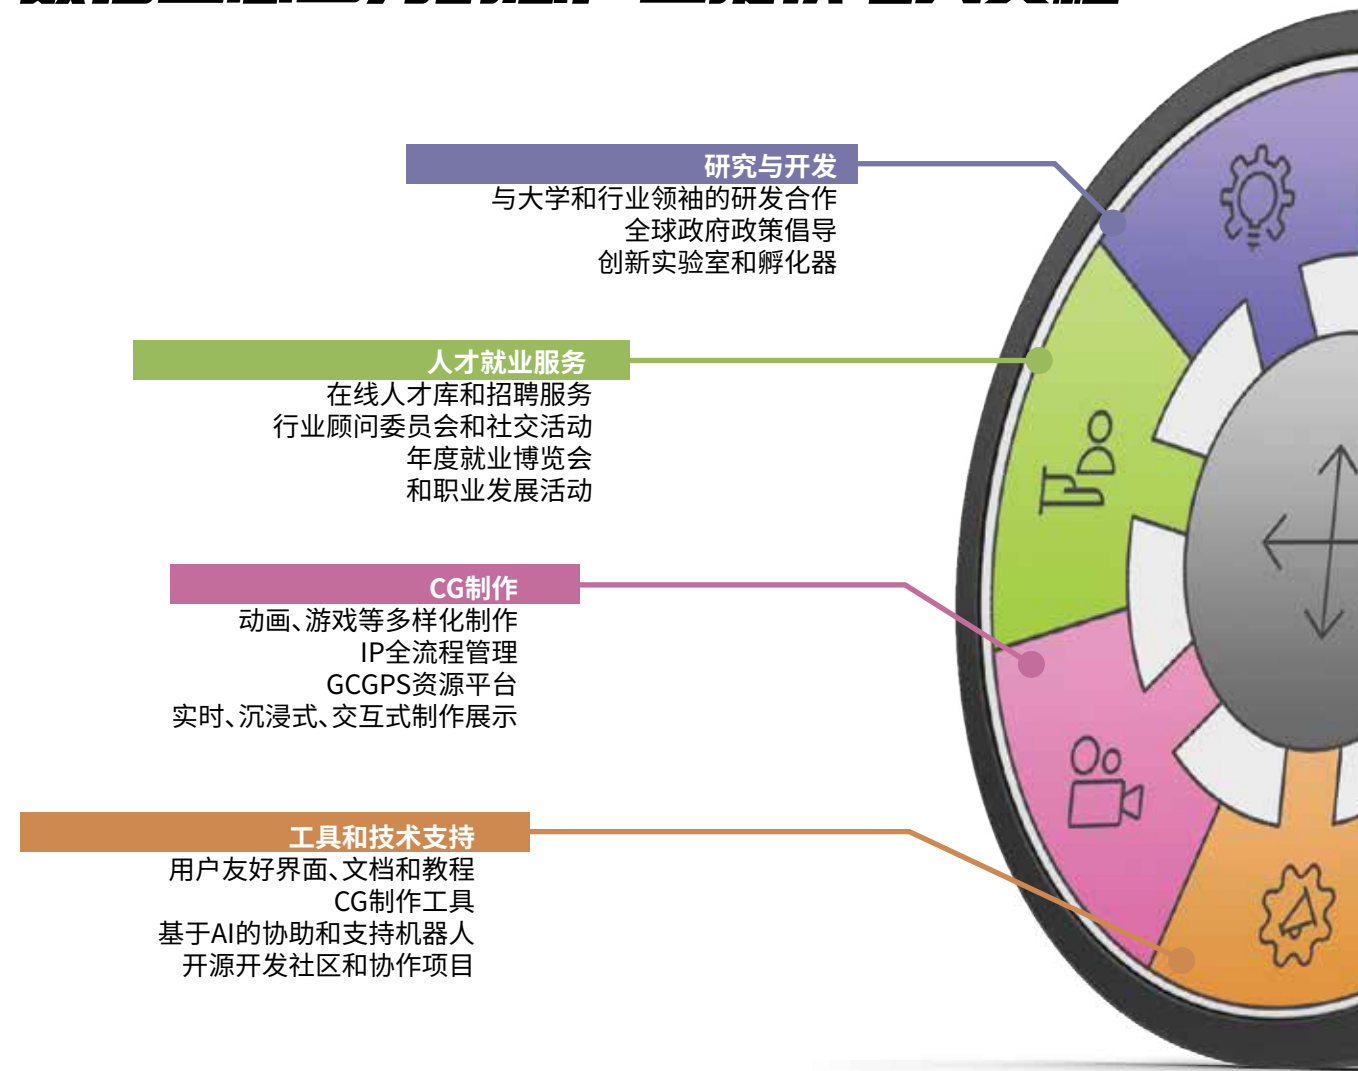 研究与开发
与大学和行业领袖的研发合作
全球政府政策倡导
创新实验室和孵化器
人才就业服务
在线人才库和招聘服务
行业顾问委员会和社交活动
年度就业博览会
和职业发展活动
CG制作
动画、游戏等多样化制作
IP全流程管理
GCGPS资源平台
实时、沉浸式、交互式制作展示
工具和技术支持
用户友好界面、文档和教程
CG制作工具
基于AI的协助和支持机器人
开源开发社区和协作项目